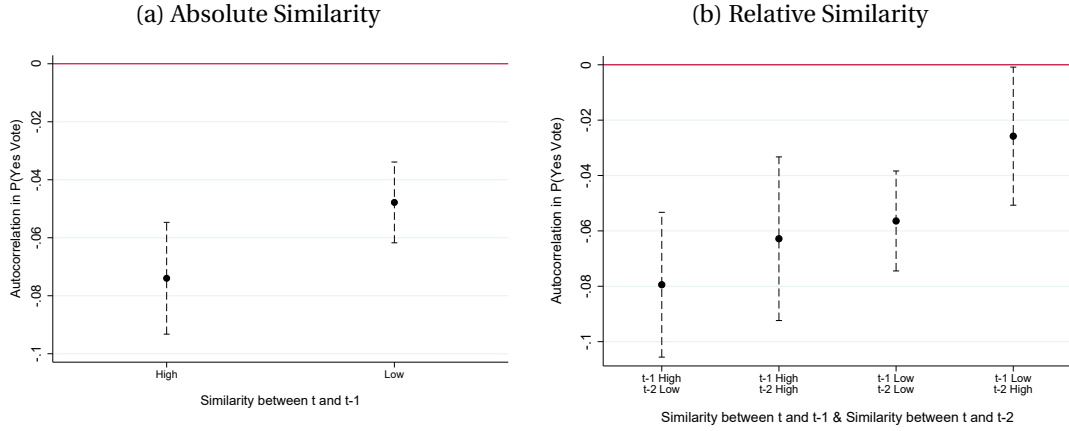 (a) Absolute Similarity
Autocorrelation in P(Yes Vote)
0
-.02
-.04
-.06
-.08
-.1
High
Low
Similarity between t and t-1
(b) Relative Similarity
Autocorrelation in P(Yes Vote)
0
-.02
-.04
-.06
-.08
-.1
t-1 High
t-2 Low
t-1 High
t-2 High
t-1 Low
t-2 Low
t-1 Low
t-2 High
Similarity between t and t-1 & Similarity between t and t-2